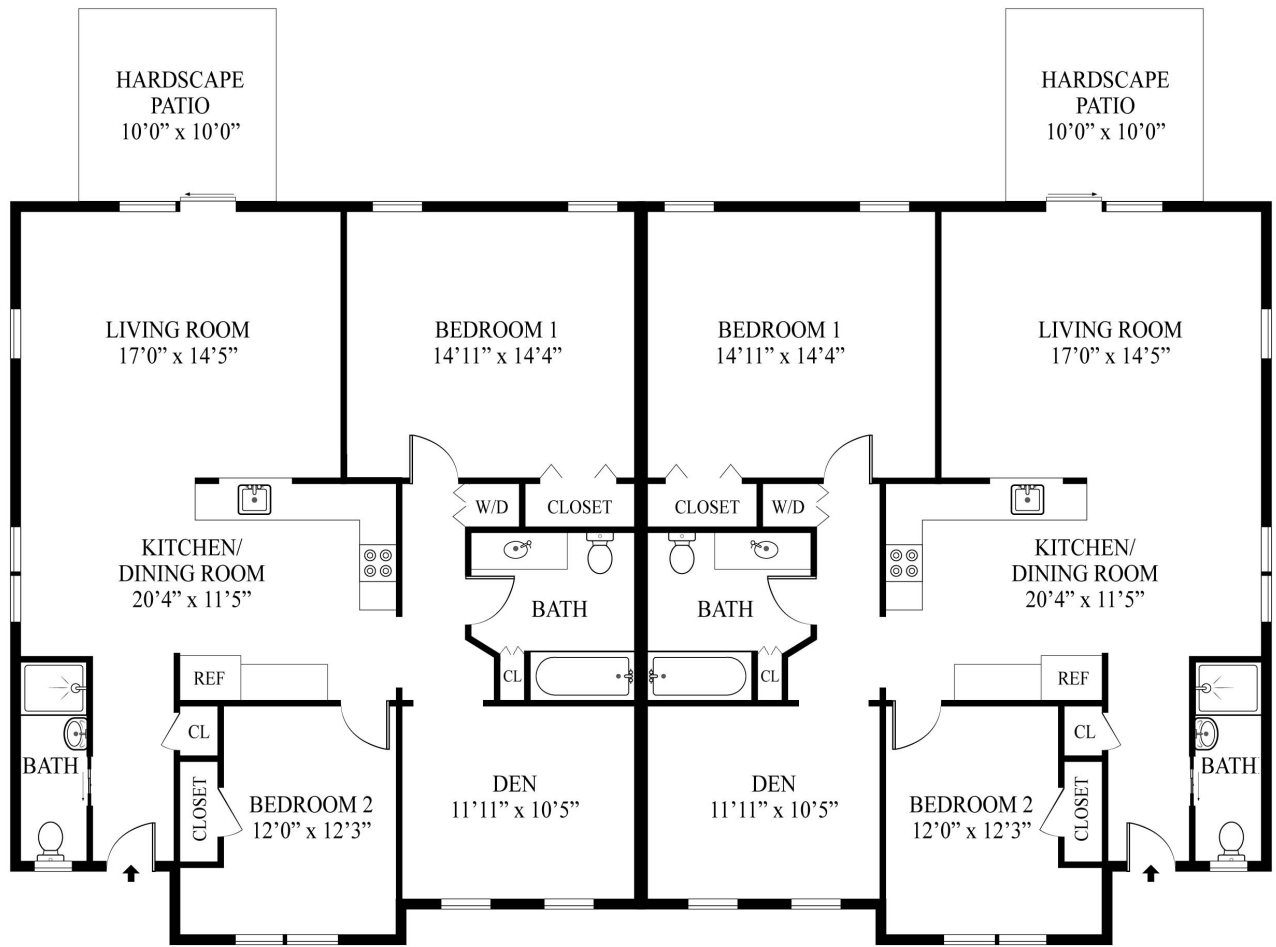 HARDSCAPE
PATIO
10’0” x 10’0”
HARDSCAPE
PATIO
10’0” x 10’0”
LIVING ROOM
17’0” x 14’5”
BEDROOM 1
14’11” x 14’4”
BEDROOM 1
14’11” x 14’4”
LIVING ROOM
17’0” x 14’5”
W/D
CLOSET
CLOSET
W/D
KITCHEN/
DINING ROOM
20’4” x 11’5”
BATH
BATH
KITCHEN/
DINING ROOM
20’4” x 11’5”
REF
CL
CL
REF
CL
CL
BATH
CLOSET
BEDROOM 2
12’0” x 12’3”
DEN
11’11” x 10’5”
DEN
11’11” x 10’5”
BEDROOM 2
12’0” x 12’3”
CLOSET
BATH